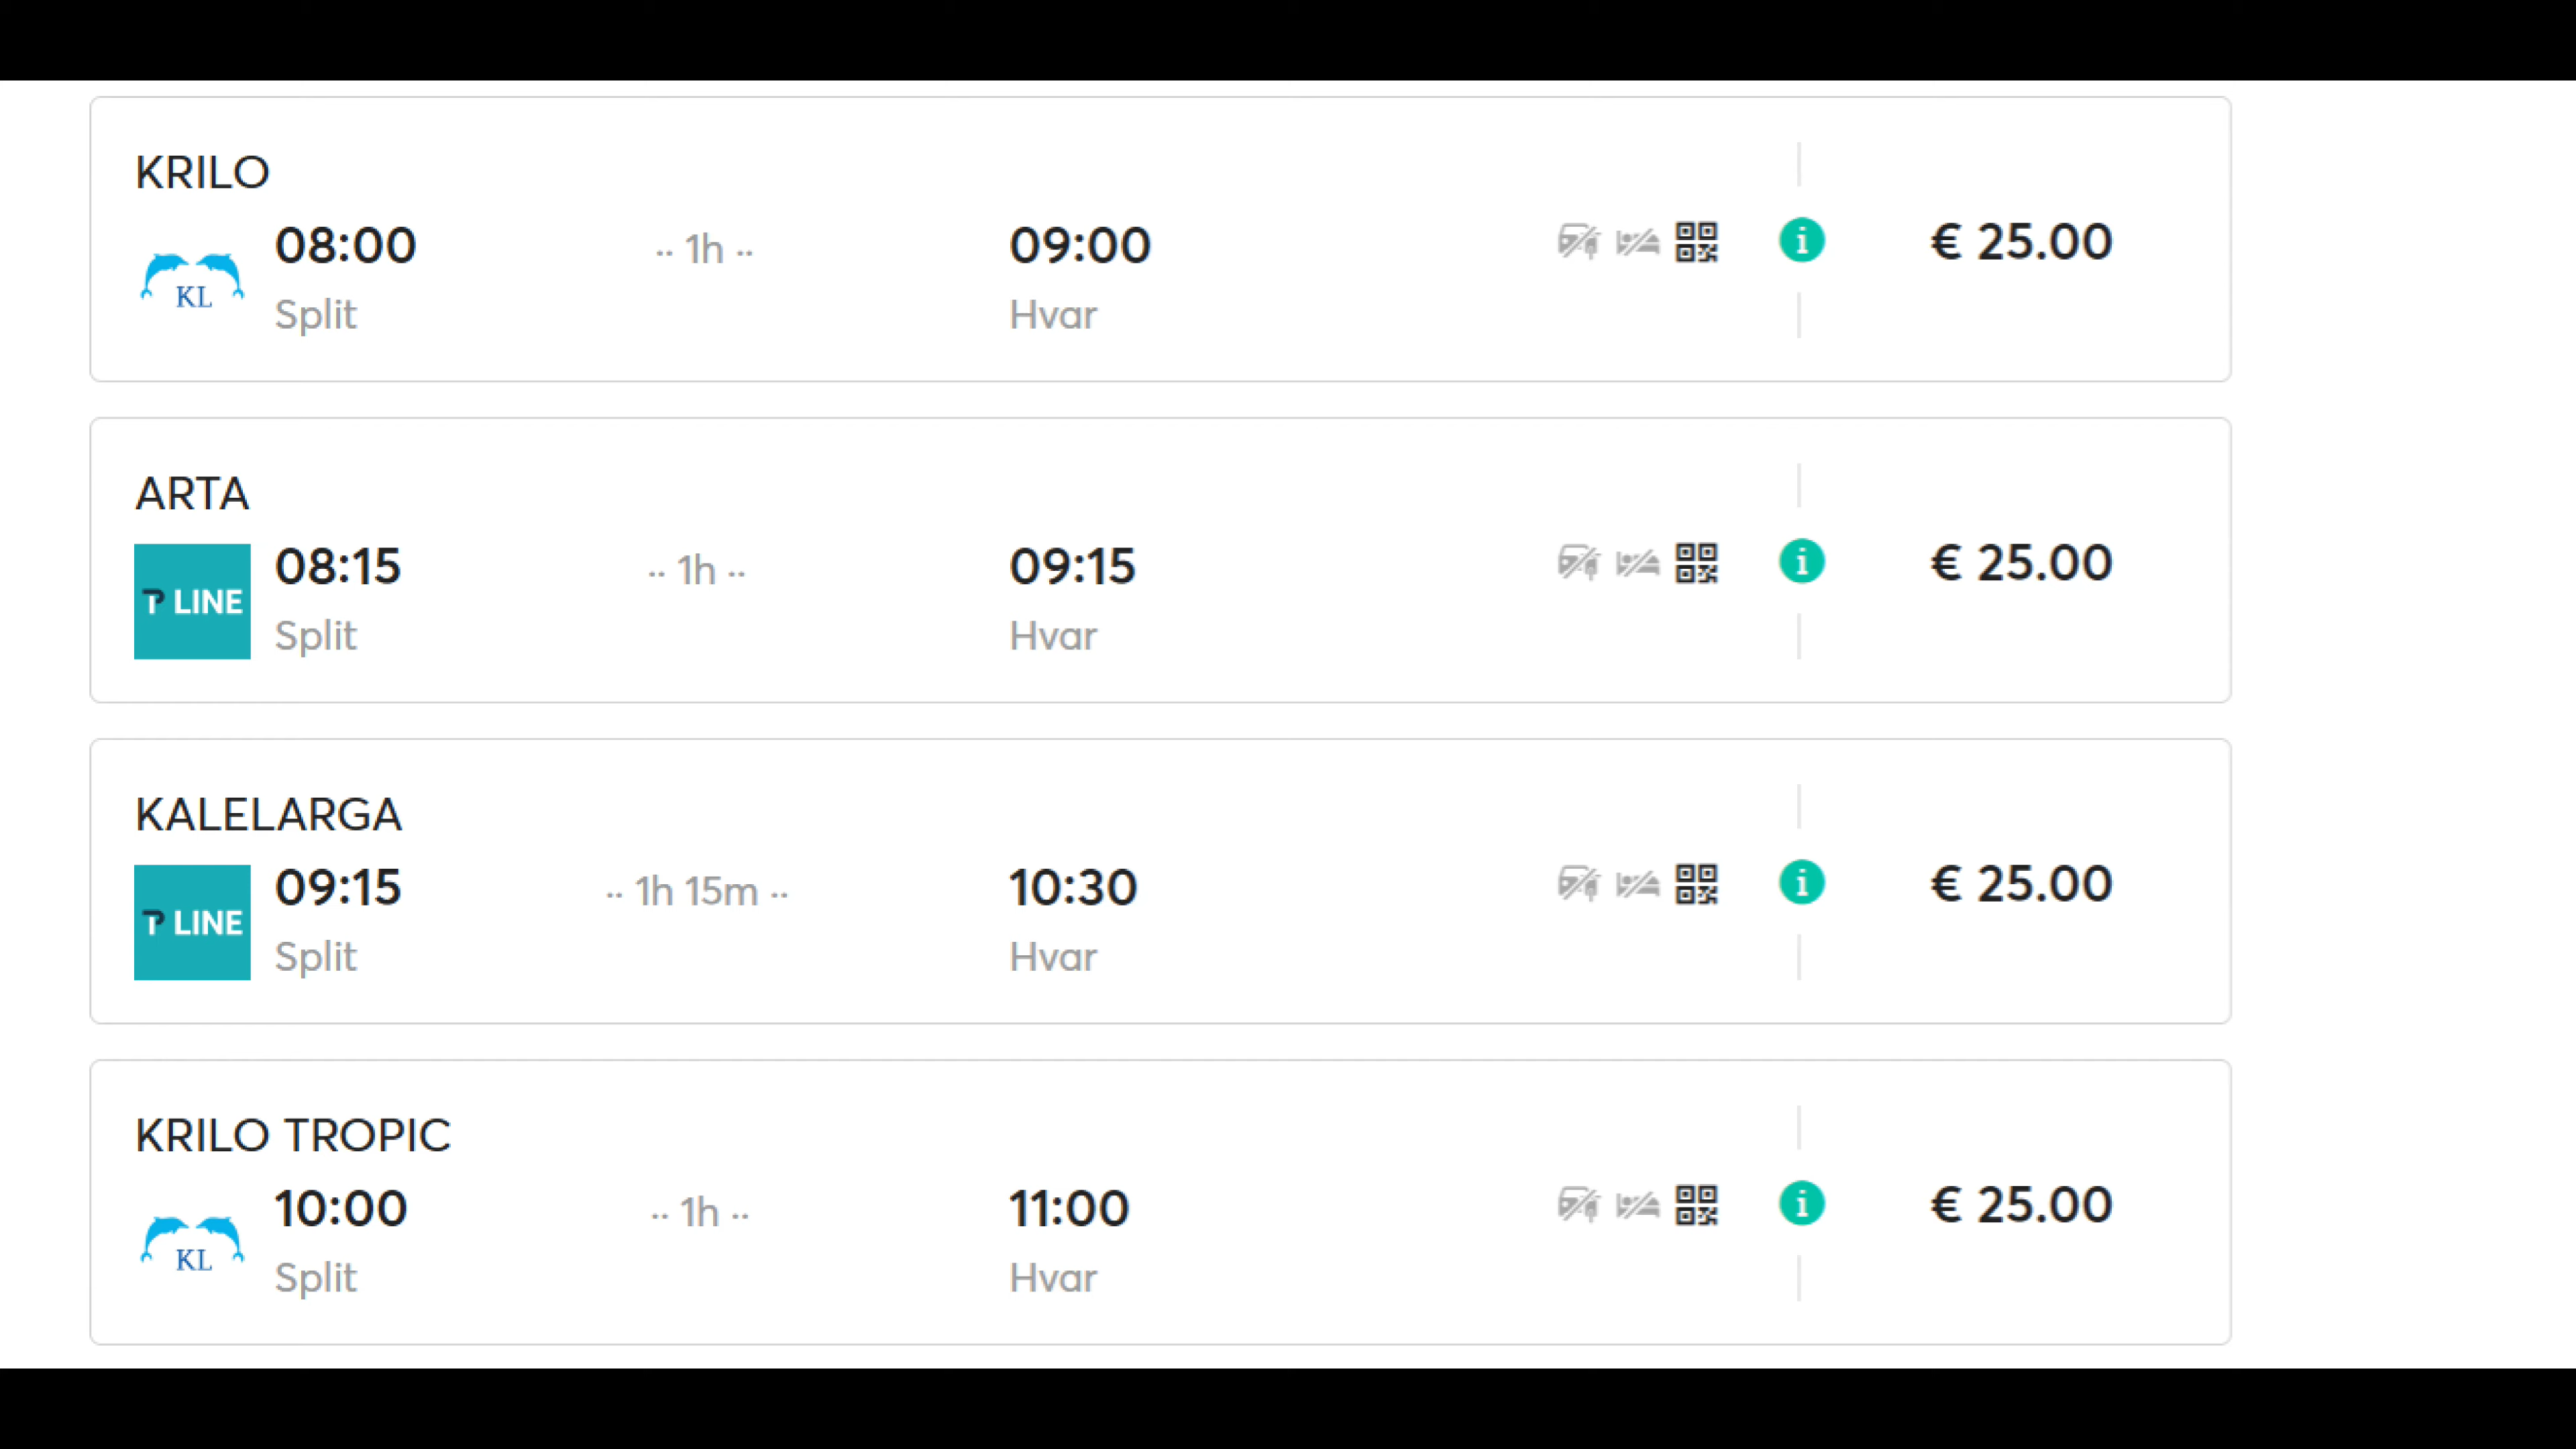 KRILO
08:00 ·· 1h ·· 09:00 i € 25.00
KL
Split Hvar
ARTA
08:15 ·· 1h ·· 09:15 i € 25.00
P LINE
Split Hvar
KALELARGA
09:15 ·· 1h 15m ·· 10:30 i € 25.00
P LINE
Split Hvar
KRILO TROPIC
10:00 ·· 1h ·· 11:00 i € 25.00
KL
Split Hvar